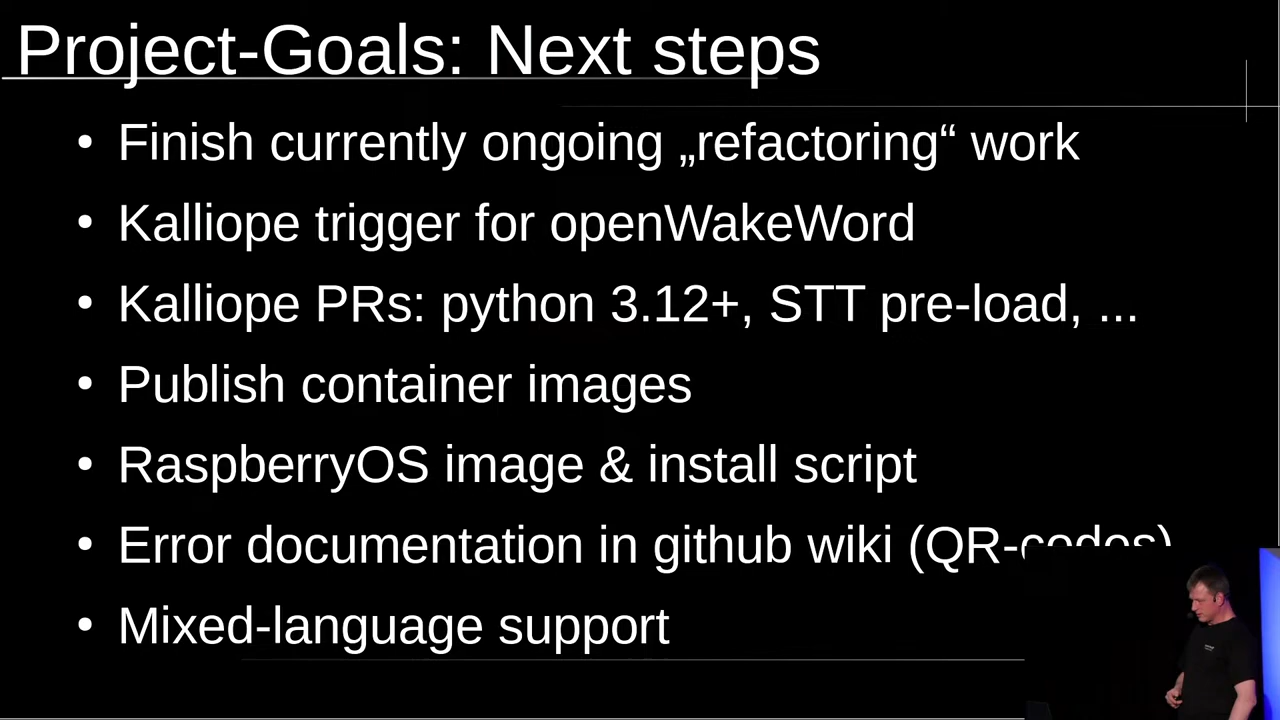 Project-Goals: Next steps
• Finish currently ongoing „refactoring“ work
• Kalliope trigger for openWakeWord
• Kalliope PRs: python 3.12+, STT pre-load, ...
• Publish container images
• RaspberryOS image & install script
• Error documentation in github wiki (QR-codes)
• Mixed-language support